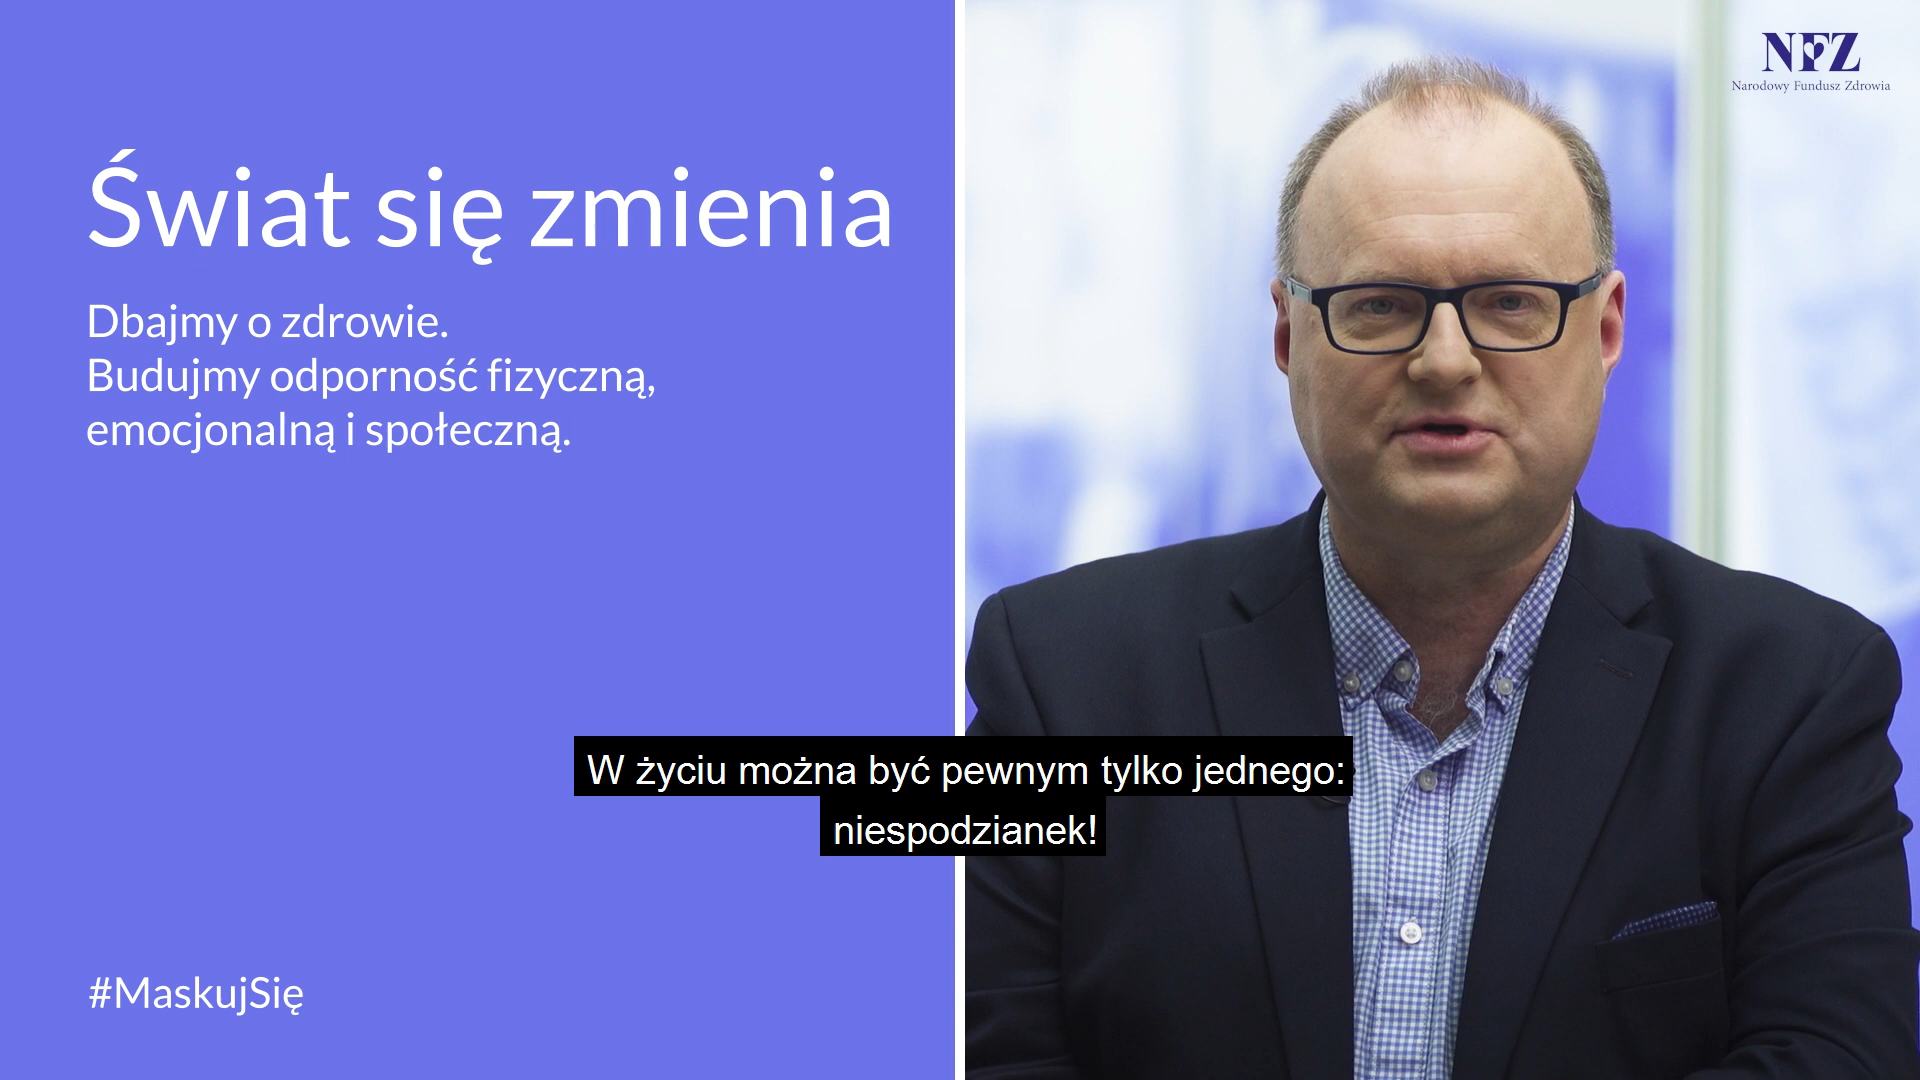 Świat się zmienia
Dbajmy o zdrowie.
Budujmy odporność fizyczną,
emocjonalną i społeczną.
#MaskujSię
NFZ
Narodowy Fundusz Zdrowia
W życiu można być pewnym tylko jednego:
niespodzianek!